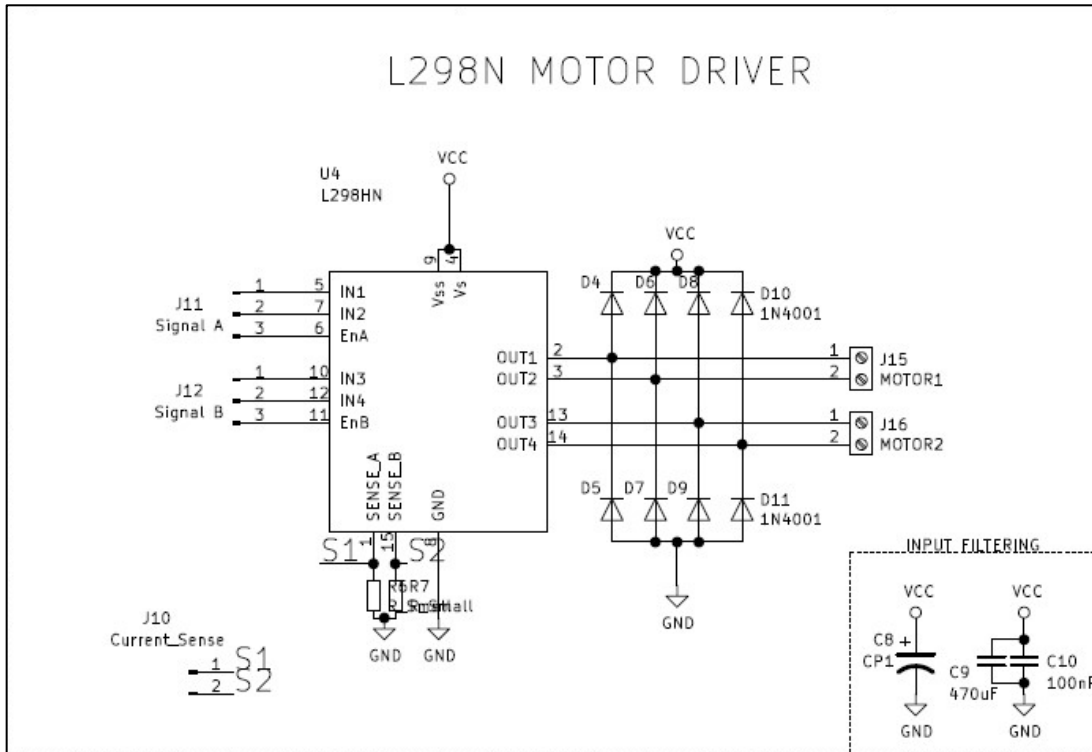 L298N MOTOR DRIVER
U4
L298HN
VCC
9
4
Vss
Vs
J11
Signal A
1
2
3
5
7
6
IN1
IN2
EnA
J12
Signal B
1
2
3
10
12
11
IN3
IN4
EnB
OUT1
OUT2
OUT3
OUT4
2
3
13
14
SENSE_A
SENSE_B
GND
1
15
8
S1
S2
R6R7
GND
GND
VCC
D4
D6
D8
D10
1N4001
D5
D7
D9
D11
1N4001
GND
1
2
J15
MOTOR1
1
2
J16
MOTOR2
J10
Current_Sense
1
2
S1
S2
INPUT FILTERING
VCC
C8
+
CP1
GND
VCC
C9
470uF
C10
100nF
GND